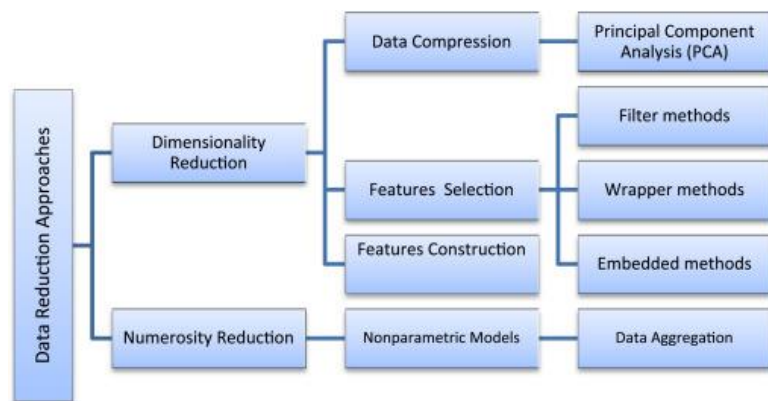 Data Reduction Approaches
Dimensionality
Reduction
Numerosity Reduction
Data Compression
Features Selection
Features Construction
Nonparametric Models
Principal Component
Analysis (PCA)
Filter methods
Wrapper methods
Embedded methods
Data Aggregation